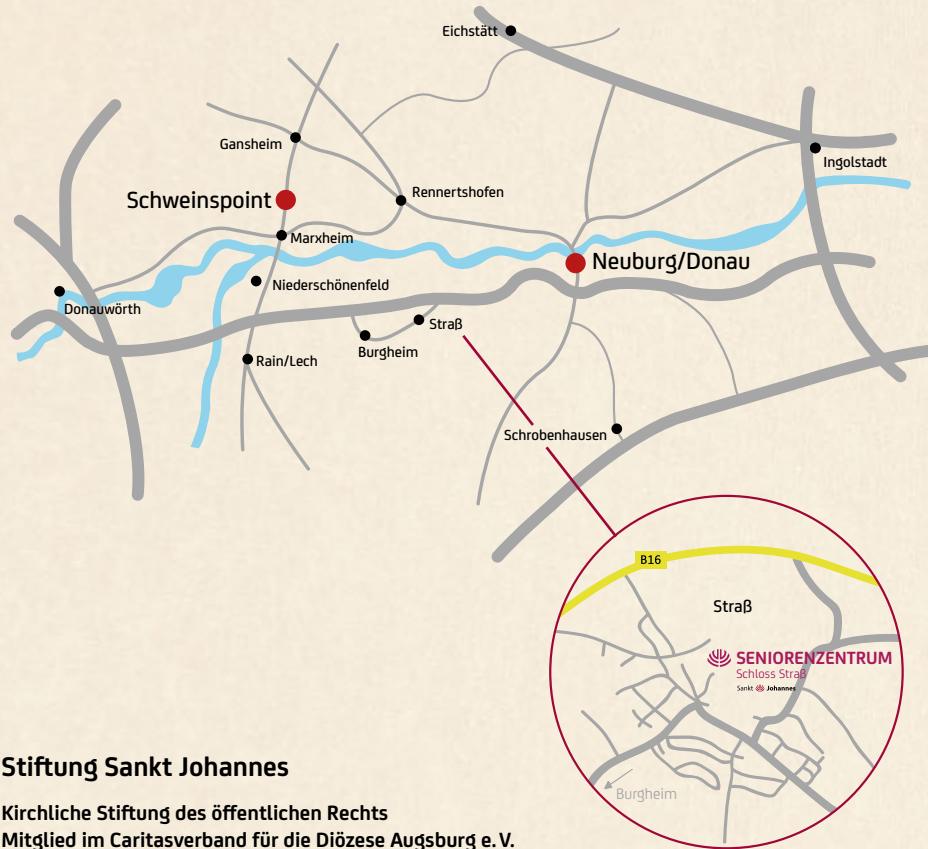 Eichstätt
Gansheim
Ingolstadt
Schweinspoint
Rennertshofen
Marxheim
Neuburg/Donau
Niederschönenfeld
Donauwörth
Straß
Burgheim
Rain/Lech
Schrobenhausen
B16
Straß
SENIORENZENTRUM
Schloss Straß
Sankt Johannes
Burgheim
Stiftung Sankt Johannes
Kirchliche Stiftung des öffentlichen Rechts
Mitglied im Caritasverband für die Diözese Augsburg e. V.